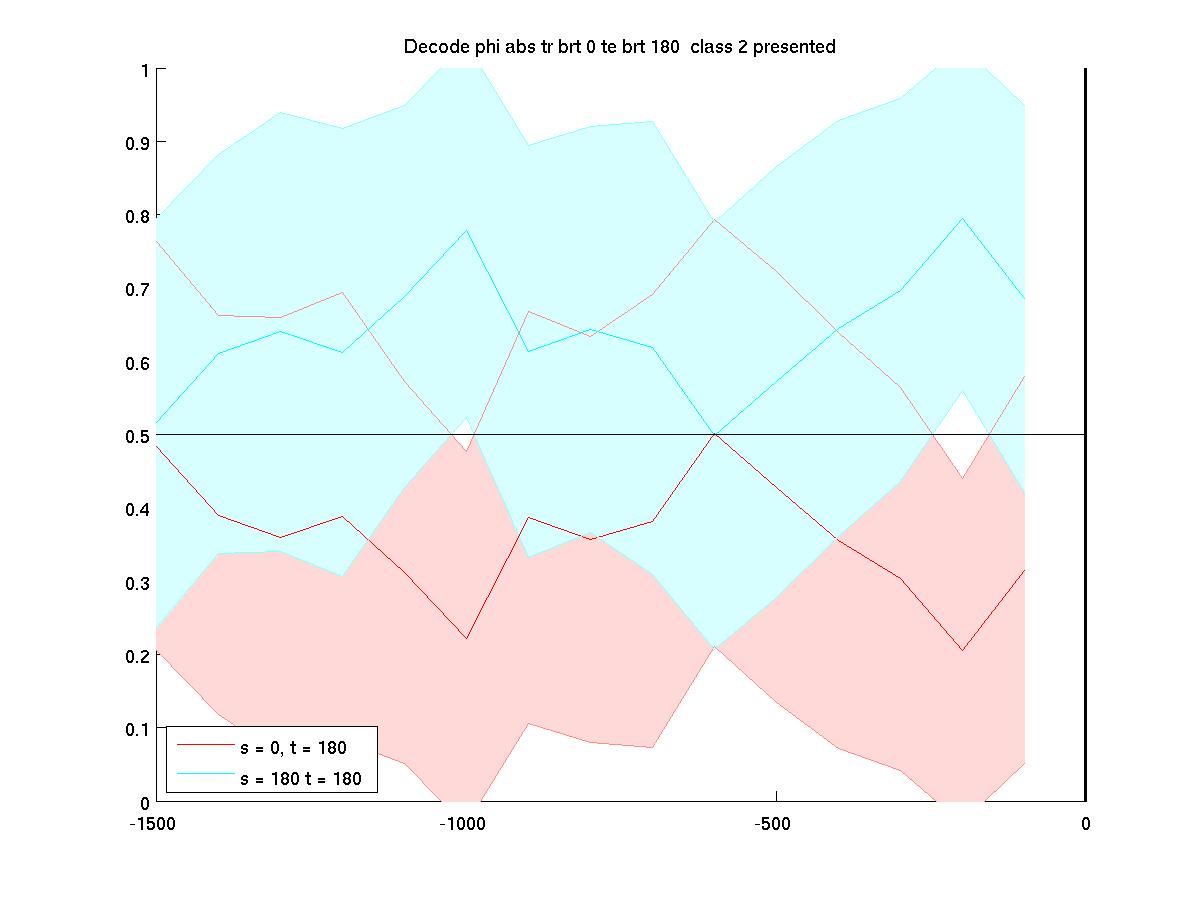 Decode phi abs tr brt 0 te brt 180  class 2 presented
1
0.9
0.8
0.7
0.6
0.5
0.4
0.3
0.2
0.1
0
s = 0, t = 180
s = 180 t = 180
-1500 -1000 -500 0